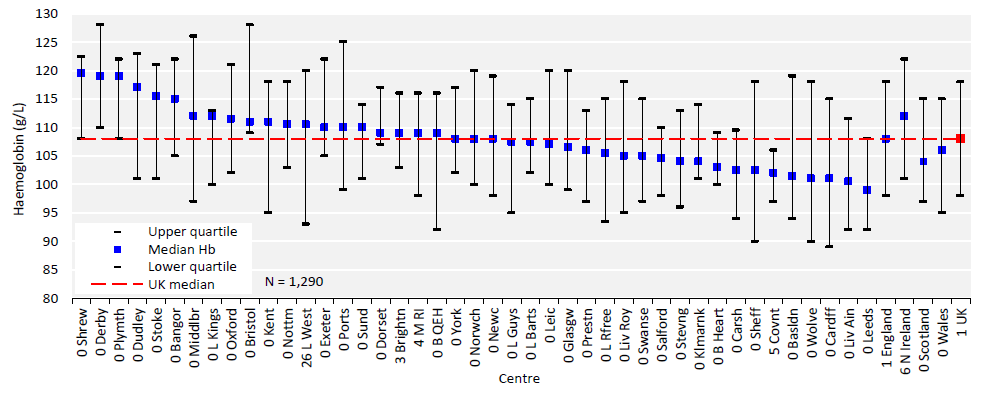 130
125
120
115
110
105
100
95
90
85
80
Haemoglobin (g/L)
Upper quartile
Median Hb
Lower quartile
UK median
N = 1,290
0 Shrew
0 Derby
0 Plymth
0 Dudley
0 Stoke
0 Bangor
0 Middlbr
0 L Kings
0 Oxford
0 Bristol
0 Kent
0 Nottm
26 L West
0 Exeter
0 Ports
0 Sund
0 Dorset
3 Brightn
4 M RI
0 B QEH
0 York
0 Norwch
0 Newc
0 L Guys
0 L Barts
0 Leic
0 Glasgw
0 Prestn
0 L Rfree
0 Liv Roy
0 Swanse
0 Salford
0 Stevng
0 Klmarnk
0 B Heart
0 Carsh
0 Sheff
5 Covnt
0 Basldn
0 Wolve
0 Cardff
0 Liv Ain
0 Leeds
1 England
6 N Ireland
0 Scotland
0 Wales
1 UK
Centre